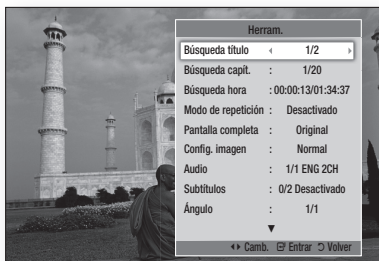 Herram.
Búsqueda título ◂ 1/2 ▸
Búsqueda capít. : 1/20
Búsqueda hora : 00:00:13/01:34:37
Modo de repetición : Desactivado
Pantalla completa : Original
Config. imagen : Normal
Audio : 1/1 ENG 2CH
Subtítulos : 0/2 Desactivado
Ángulo : 1/1
Camb. Entrar Volver